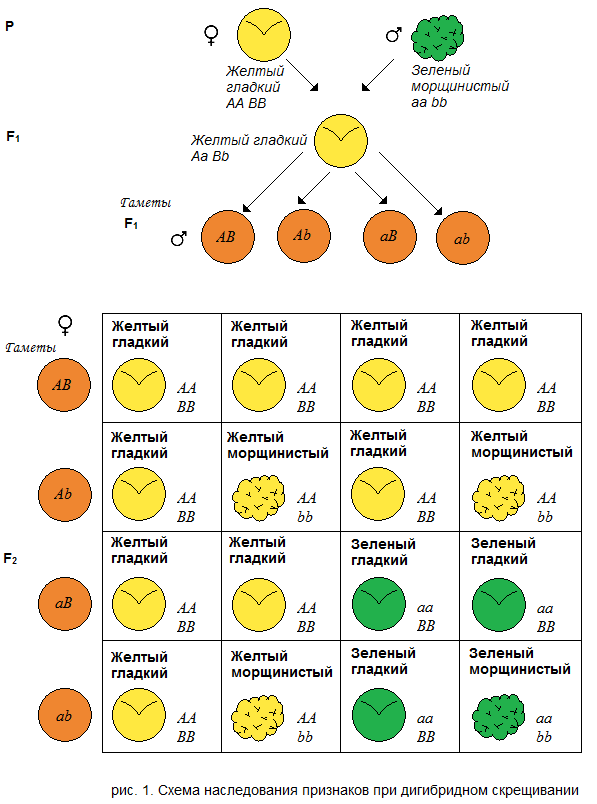 P
♀
♂
Желтый
гладкий
AA BB
Зеленый
морщинистый
aa bb
F1
Желтый гладкий
Aa Bb
Гаметы
F1
♂
AB
Ab
aB
ab
♀
Гаметы
Желтый
гладкий
AA
BB
Желтый
гладкий
AA
BB
Желтый
гладкий
AA
BB
Желтый
гладкий
AA
BB
AB
Желтый
гладкий
AA
BB
Желтый
морщинистый
AA
bb
Желтый
гладкий
AA
BB
Желтый
морщинистый
AA
bb
Ab
F2
Желтый
гладкий
AA
BB
Желтый
гладкий
AA
BB
Зеленый
гладкий
aa
BB
Зеленый
гладкий
aa
BB
aB
Желтый
гладкий
AA
BB
Желтый
морщинистый
AA
bb
Зеленый
гладкий
aa
BB
Зеленый
морщинистый
aa
bb
ab
рис. 1. Схема наследования признаков при дигибридном скрещивании